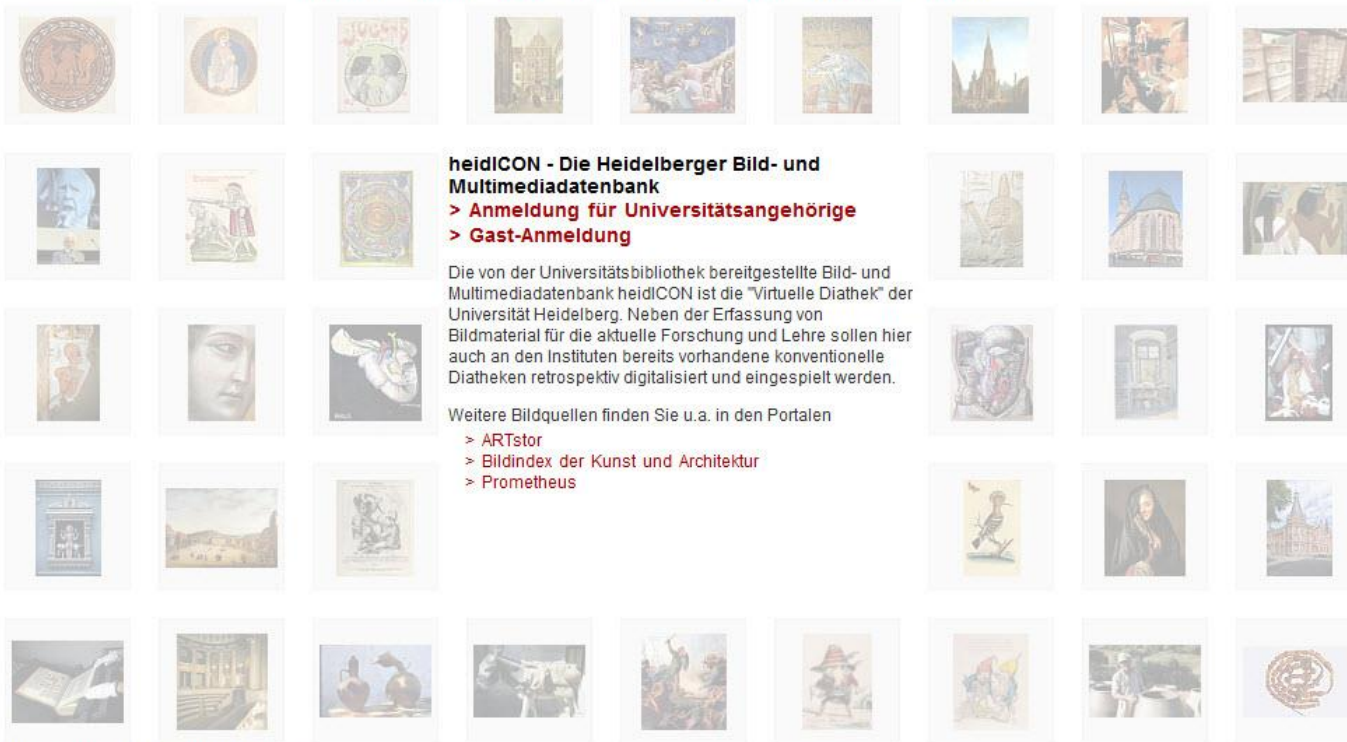 JUGEND
heidICON - Die Heidelberger Bild- und
Multimediadatenbank
> Anmeldung für Universitätsangehörige
> Gast-Anmeldung
Die von der Universitätsbibliothek bereitgestellte Bild- und
Multimediadatenbank heidICON ist die "Virtuelle Diathek" der
Universität Heidelberg. Neben der Erfassung von
Bildmaterial für die aktuelle Forschung und Lehre sollen hier
auch an den Instituten bereits vorhandene konventionelle
Diatheken retrospektiv digitalisiert und eingespielt werden.
Weitere Bildquellen finden Sie u.a. in den Portalen
> ARTstor
> Bildindex der Kunst und Architektur
> Prometheus